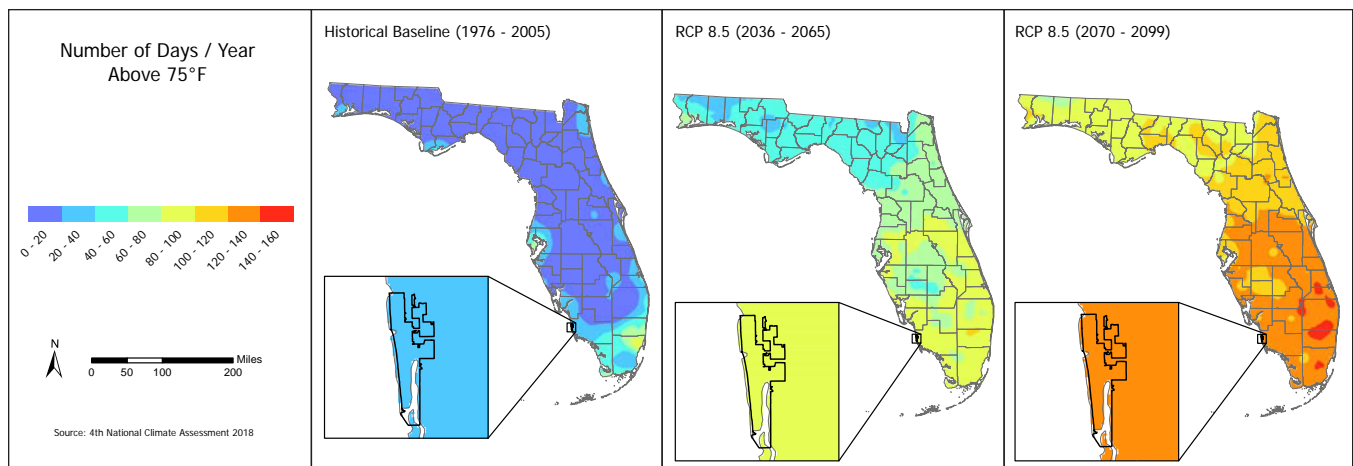 Number of Days / Year
Above 75°F
0 - 20
20 - 40
40 - 60
60 - 80
80 - 100
100 - 120
120 - 140
140 - 160
N
Miles
0 50 100 200
Source: 4th National Climate Assessment 2018
Historical Baseline (1976 - 2005)
RCP 8.5 (2036 - 2065)
RCP 8.5 (2070 - 2099)